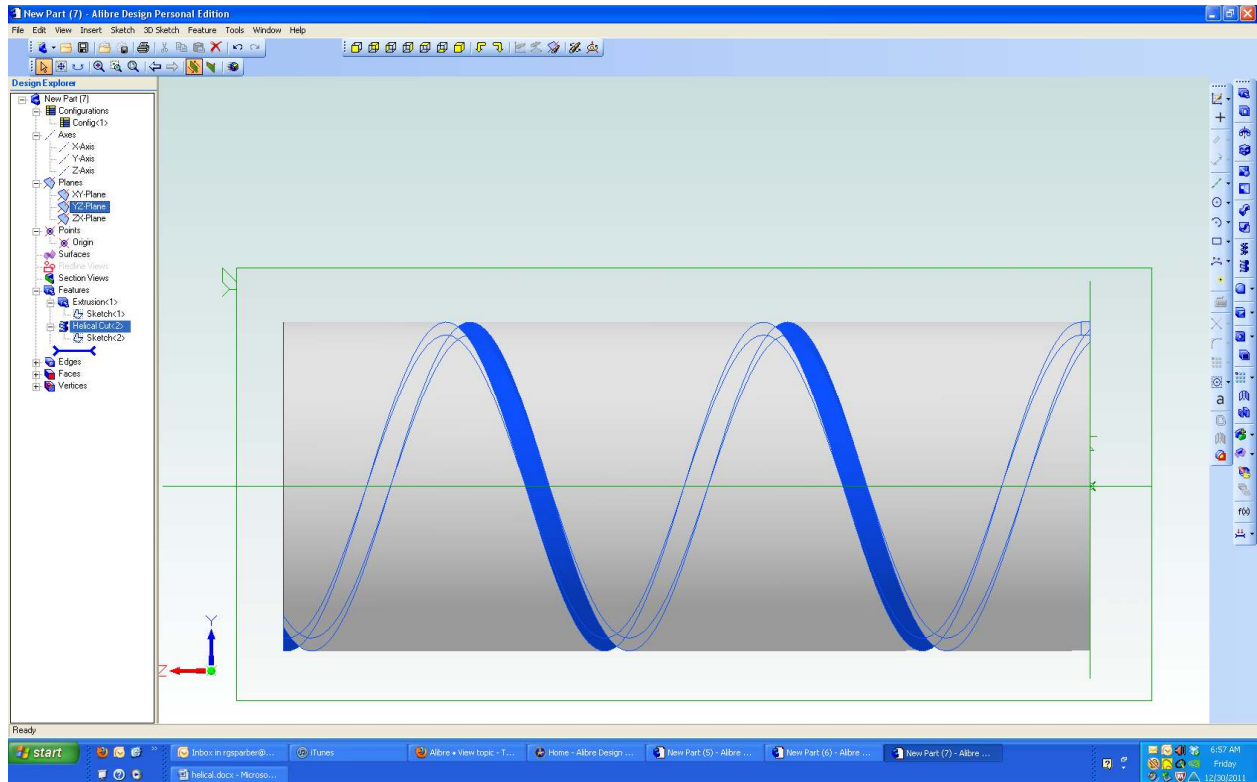 New Part (7) - Alibre Design Personal Edition
File Edit View Insert Sketch 3D Sketch Feature Tools Window Help
Design Explorer
New Part (7)
Configurations
Config<1>
Axes
X-Axis
Y-Axis
Z-Axis
Planes
XY-Plane
YZ-Plane
ZX-Plane
Points
Origin
Surfaces
Redline Views
Section Views
Features
Extrusion<1>
Sketch<1>
Helical Cut<2>
Sketch<2>
Edges
Faces
Vertices
a
f(x)
Y
Z
Ready
start
Inbox in rgsparber@...
iTunes
Alibre • View topic - T...
Home - Alibre Design ...
New Part (5) - Alibre ...
New Part (6) - Alibre ...
New Part (7) - Alibre ...
6:57 AM
Friday
helical.docx - Microso...
12/30/2011